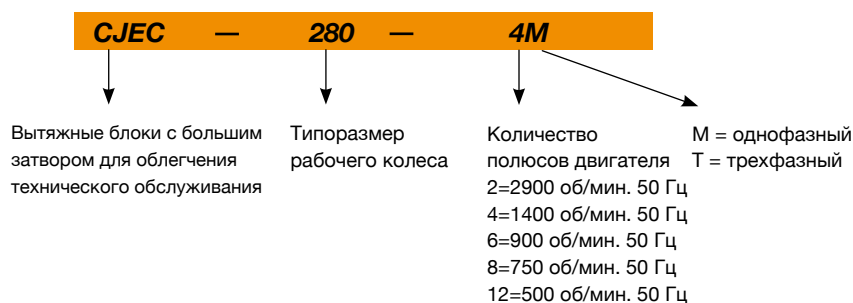 CJEC — 280 — 4M
Вытяжные блоки с большим
затвором для облегчения
технического обслуживания
Типоразмер
рабочего колеса
Количество
полюсов двигателя
2=2900 об/мин. 50 Гц
4=1400 об/мин. 50 Гц
6=900 об/мин. 50 Гц
8=750 об/мин. 50 Гц
12=500 об/мин. 50 Гц
М = однофазный
Т = трехфазный